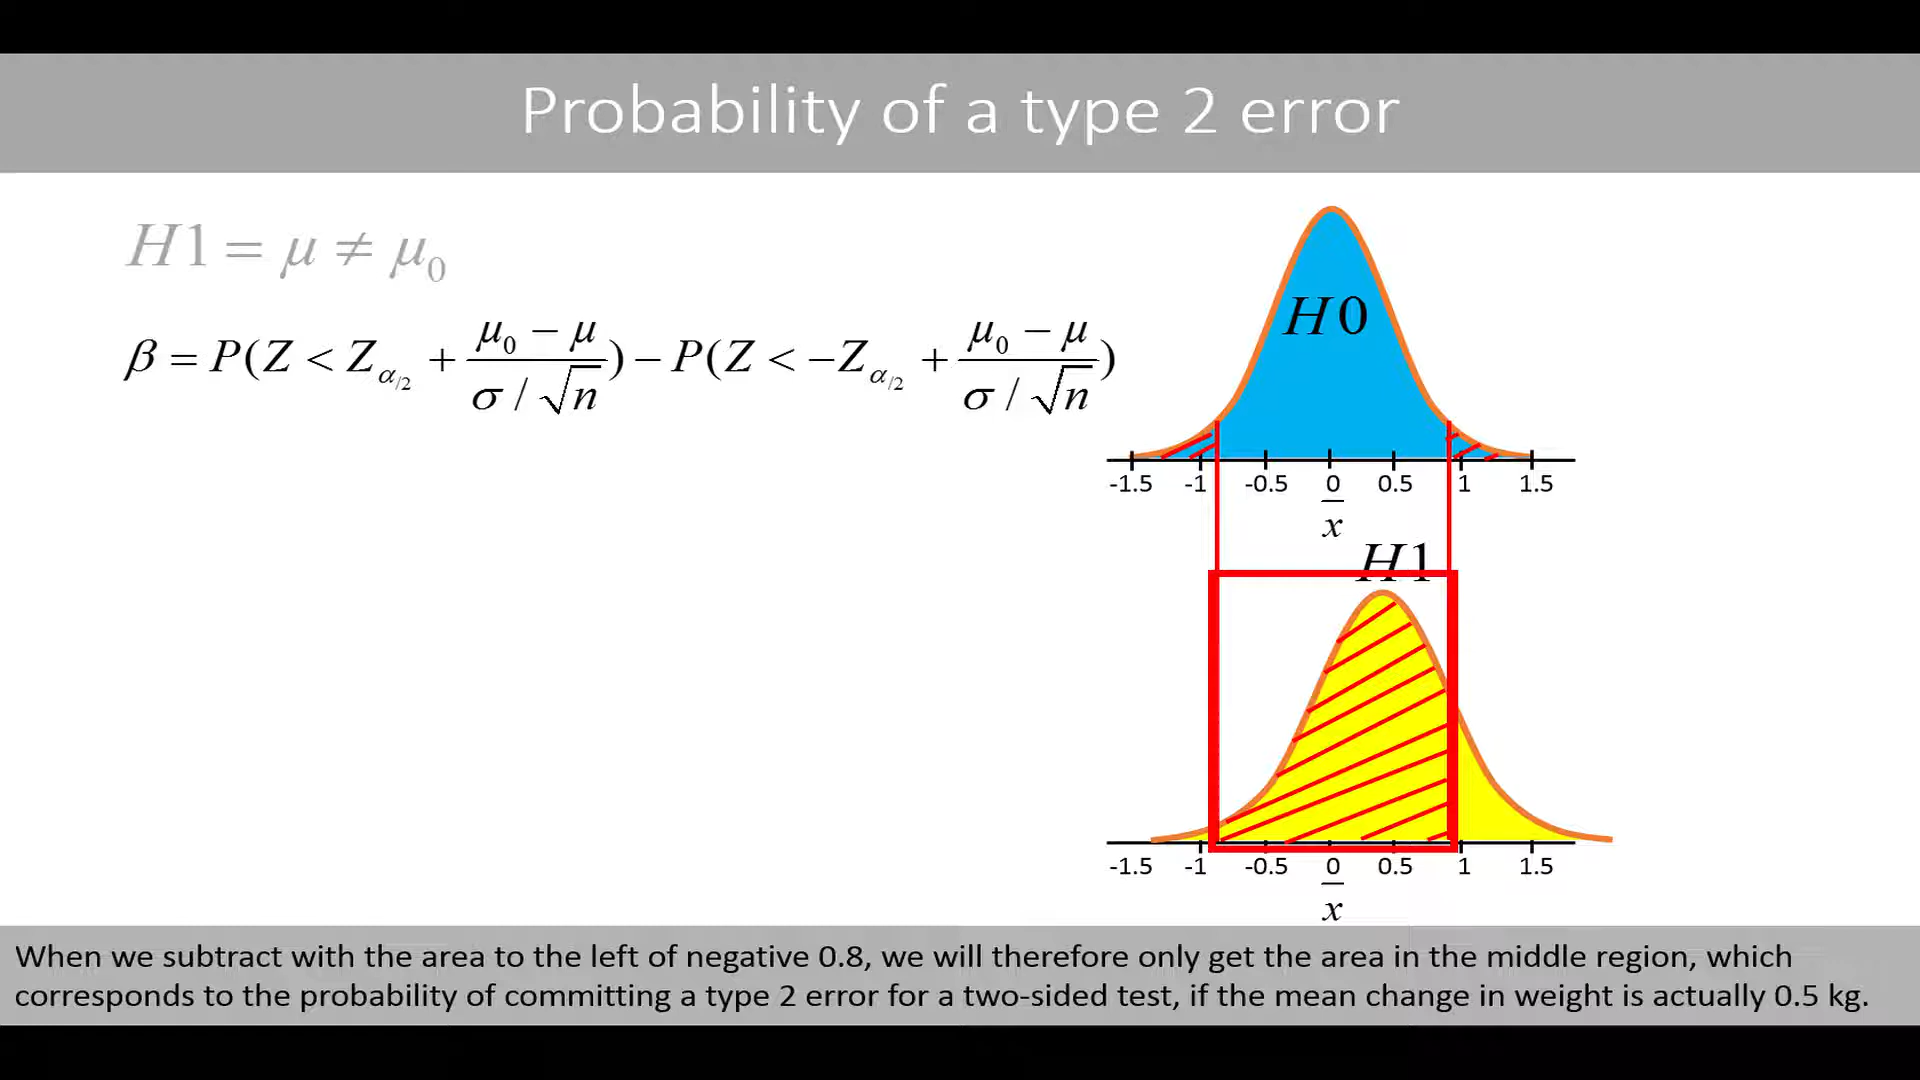 Probability of a type 2 error
H1 = μ ≠ μ₀
β = P(Z < Z_{α/2} + (μ₀ − μ)/(σ / √n)) − P(Z < −Z_{α/2} + (μ₀ − μ)/(σ / √n))
H0
-1.5 -1 -0.5 0 0.5 1 1.5
x̄
H1
-1.5 -1 -0.5 0 0.5 1 1.5
x̄
When we subtract with the area to the left of negative 0.8, we will therefore only get the area in the middle region, which
corresponds to the probability of committing a type 2 error for a two-sided test, if the mean change in weight is actually 0.5 kg.